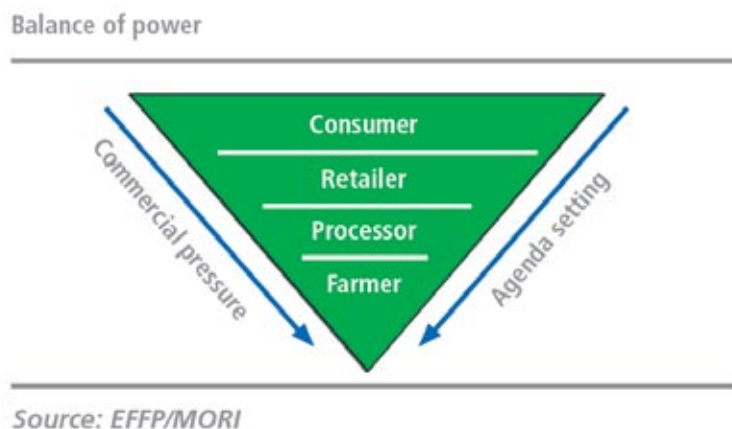 Balance of power
Consumer
Retailer
Processor
Farmer
Commercial pressure
Agenda setting
Source: EFFP/MORI